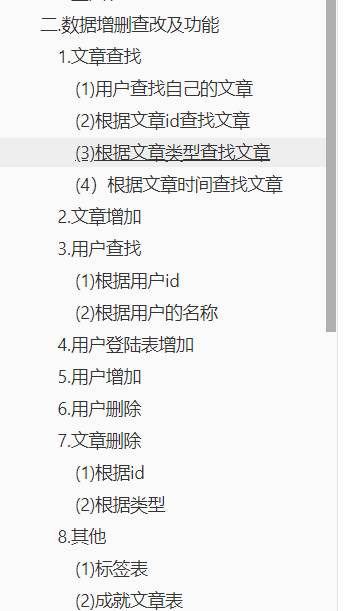 二.数据增删查改及功能
1.文章查找
(1)用户查找自己的文章
(2)根据文章id查找文章
(3)根据文章类型查找文章
(4）根据文章时间查找文章
2.文章增加
3.用户查找
(1)根据用户id
(2)根据用户的名称
4.用户登陆表增加
5.用户增加
6.用户删除
7.文章删除
(1)根据id
(2)根据类型
8.其他
(1)标签表
(2)成就文章表